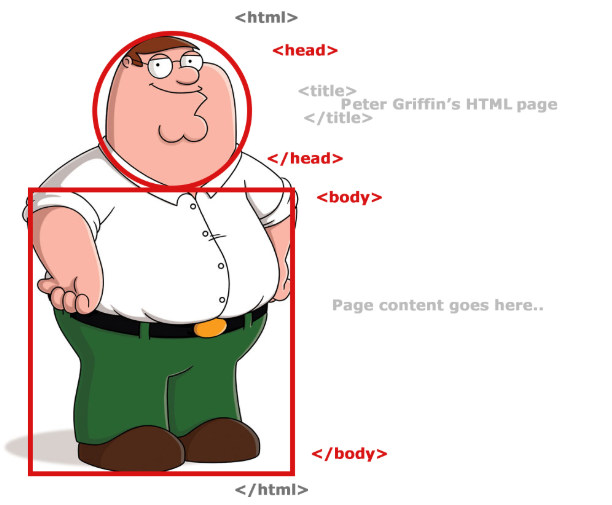 <html>
<head>
<title>
Peter Griffin's HTML page
</title>
</head>
<body>
Page content goes here..
</body>
</html>